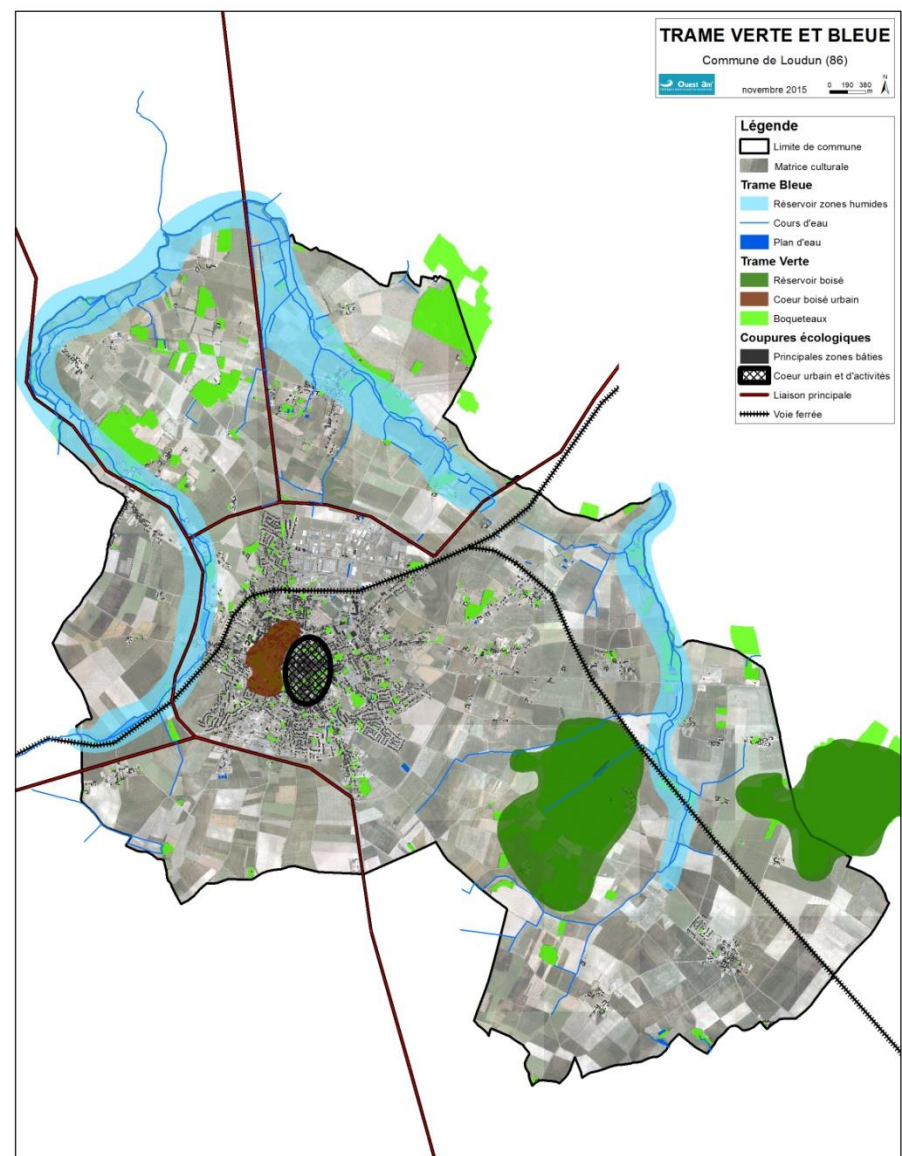 TRAME VERTE ET BLEUE
Commune de Loudun (86)
Ouest am'
novembre 2015
0 190 380
m
N
Légende
Limite de commune
Matrice culturale
Trame Bleue
Réservoir zones humides
Cours d'eau
Plan d'eau
Trame Verte
Réservoir boisé
Coeur boisé urbain
Boqueteaux
Coupures écologiques
Principales zones bâties
Coeur urbain et d'activités
Liaison principale
Voie ferrée